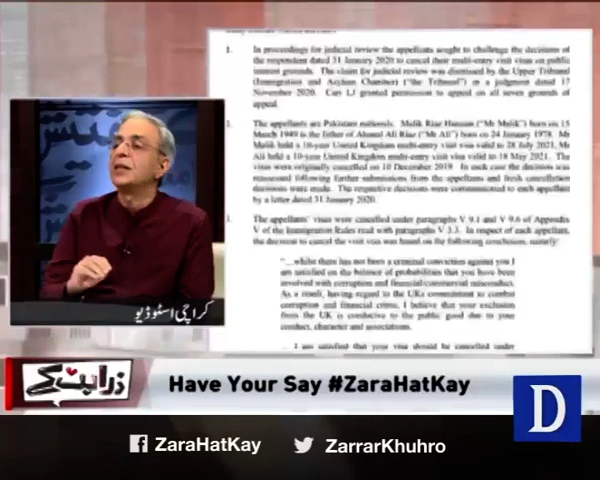 1. In proceedings for judicial review the appellants sought to challenge the decisions of
the respondent dated 31 January 2020 to cancel their multi-entry visit visas on public
interest grounds. The claim for judicial review was dismissed by the Upper Tribunal
(Immigration and Asylum Chamber) ("the Tribunal") in a judgment dated 17
November 2020. Carr LJ granted permission to appeal on all seven grounds of
appeal.
The appellants are Pakistan nationals. Malik Riaz Hussain ("Mr Malik") born on 15
March 1949 is the father of Ahmed Ali Riaz ("Mr Ali") born on 24 January 1978. Mr
Malik held a 10-year United Kingdom multi-entry visit visa valid to 28 July 2021, Mr
Ali held a 10-year United Kingdom multi-entry visit visa valid to 18 May 2021. The
visas were originally cancelled on 10 December 2019. In each case the decision was
reassessed following further submissions from the appellants and fresh cancellation
decisions were made. The respective decisions were communicated to each appellant
by a letter dated 31 January 2020.
The appellants' visas were cancelled under paragraphs V 9.1 and V 9.6 of Appendix
V of the Immigration Rules read with paragraphs V 3.3. In respect of each appellant,
the decision to cancel the visit visa was based on the following conclusion, namely:
"…whilst there has not been a criminal conviction against you I
am satisfied on the balance of probabilities that you have been
involved with corruption and financial/commercial misconduct.
As a result, having regard to the UKs commitment to combat
corruption and financial crime, I believe that your exclusion
from the UK is conducive to the public good due to your
conduct, character and associations.
… I am satisfied that your visa should be cancelled under
کراچی اسٹوڈیو
ذرا ہٹ کے
Have Your Say #ZaraHatKay
D
ZaraHatKay
ZarrarKhuhro